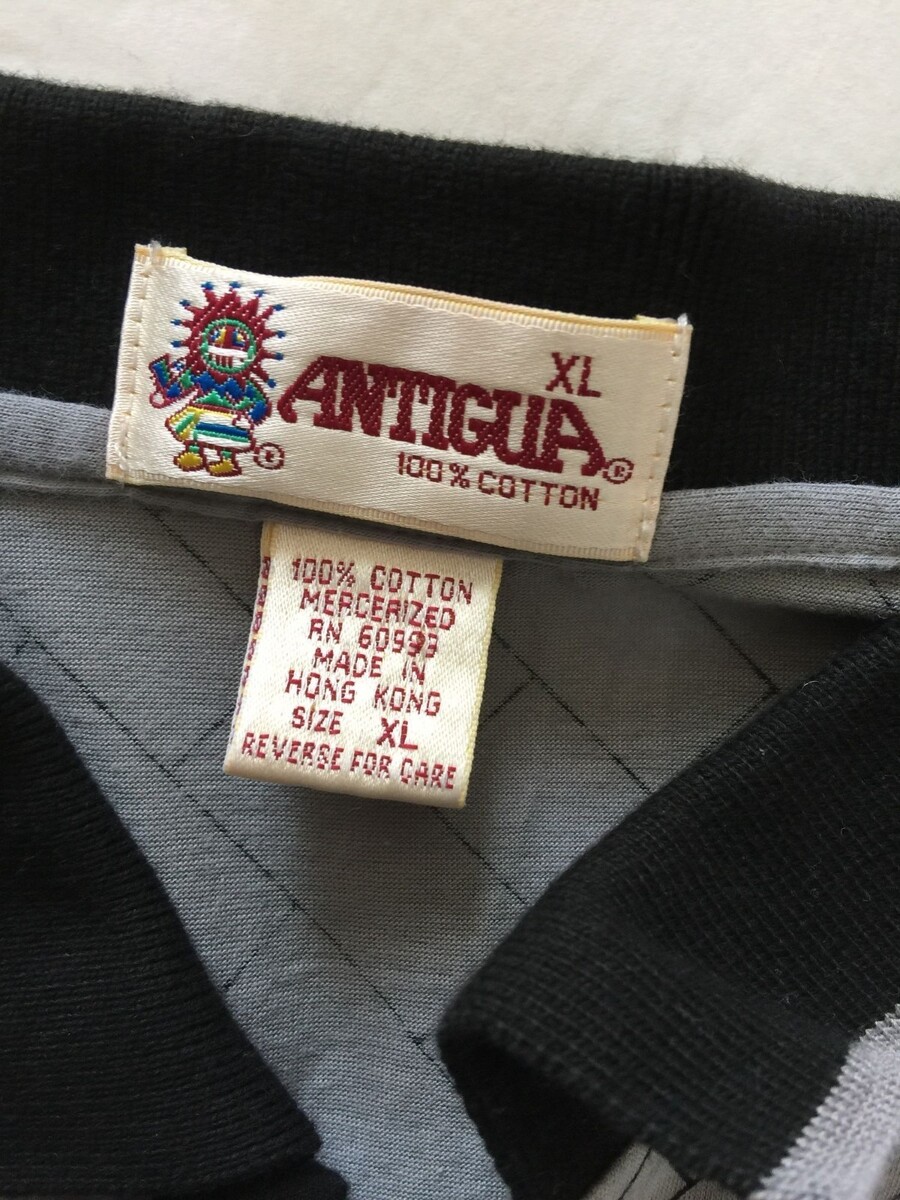 XL
ANTIGUA®
®
100% COTTON
100% COTTON
MERCERIZED
RN 60993
MADE IN
HONG KONG
SIZE XL
REVERSE FOR CARE